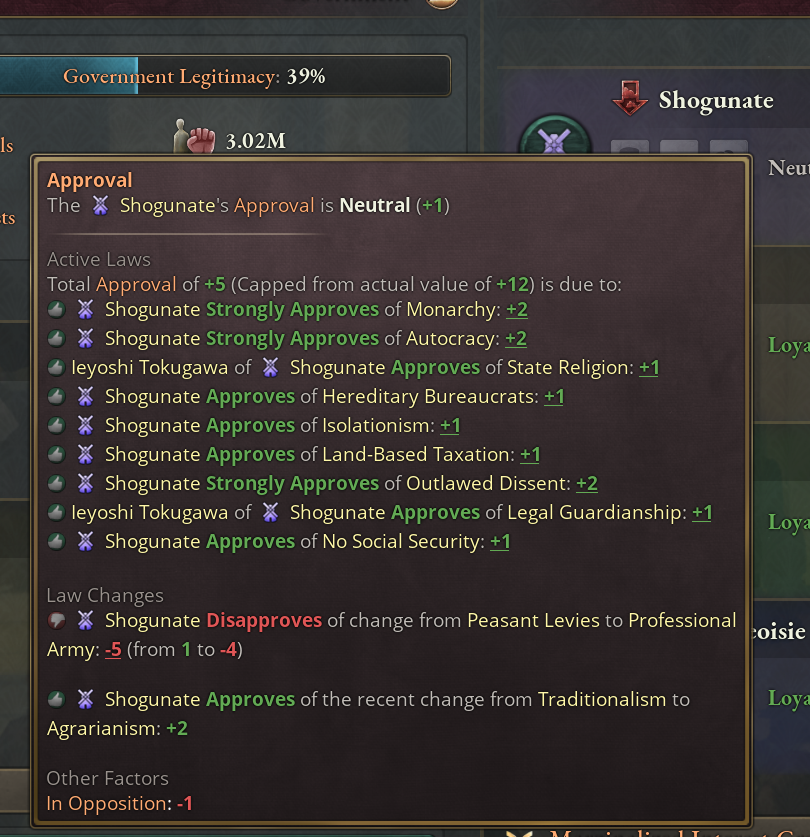 Government Legitimacy: 39%
Shogunate
3.02M
Approval
The Shogunate's Approval is Neutral (+1)
Active Laws
Total Approval of +5 (Capped from actual value of +12) is due to:
Shogunate Strongly Approves of Monarchy: +2
Shogunate Strongly Approves of Autocracy: +2
Ieyoshi Tokugawa of Shogunate Approves of State Religion: +1
Shogunate Approves of Hereditary Bureaucrats: +1
Shogunate Approves of Isolationism: +1
Shogunate Approves of Land-Based Taxation: +1
Shogunate Strongly Approves of Outlawed Dissent: +2
Ieyoshi Tokugawa of Shogunate Approves of Legal Guardianship: +1
Shogunate Approves of No Social Security: +1
Law Changes
Shogunate Disapproves of change from Peasant Levies to Professional
Army: -5 (from 1 to -4)
Shogunate Approves of the recent change from Traditionalism to
Agrarianism: +2
Other Factors
In Opposition: -1